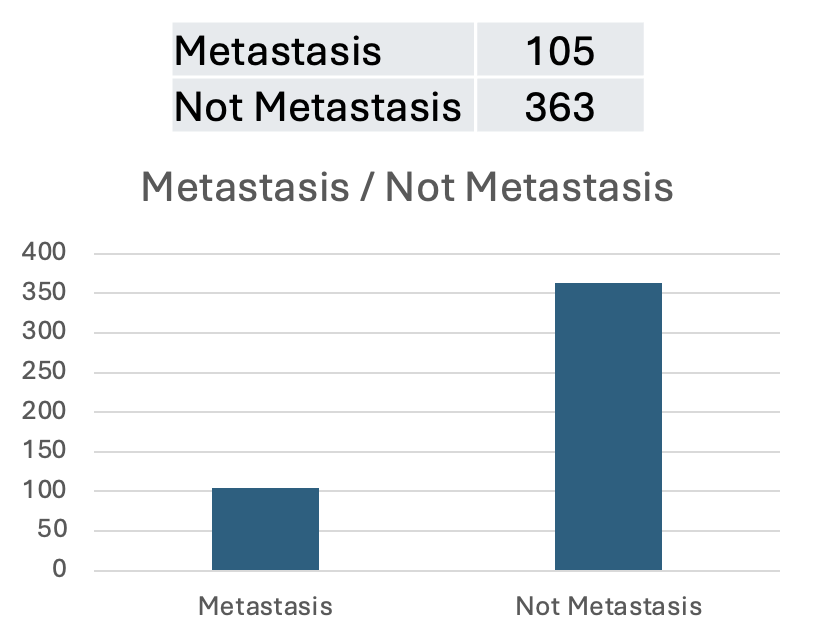 Metastasis 105
Not Metastasis 363
Metastasis / Not Metastasis
400
350
300
250
200
150
100
50
0
Metastasis Not Metastasis